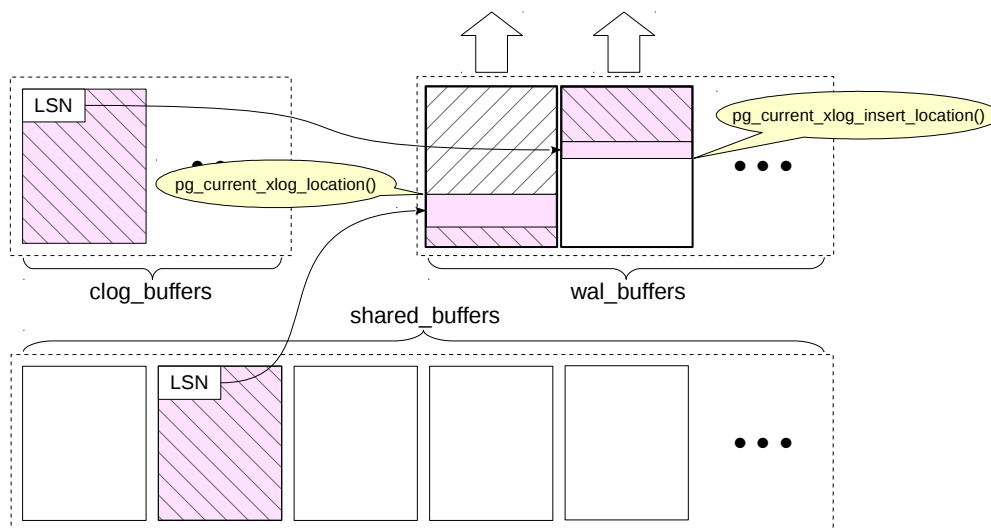 LSN
pg_current_xlog_insert_location()
pg_current_xlog_location()
clog_buffers
wal_buffers
shared_buffers
LSN